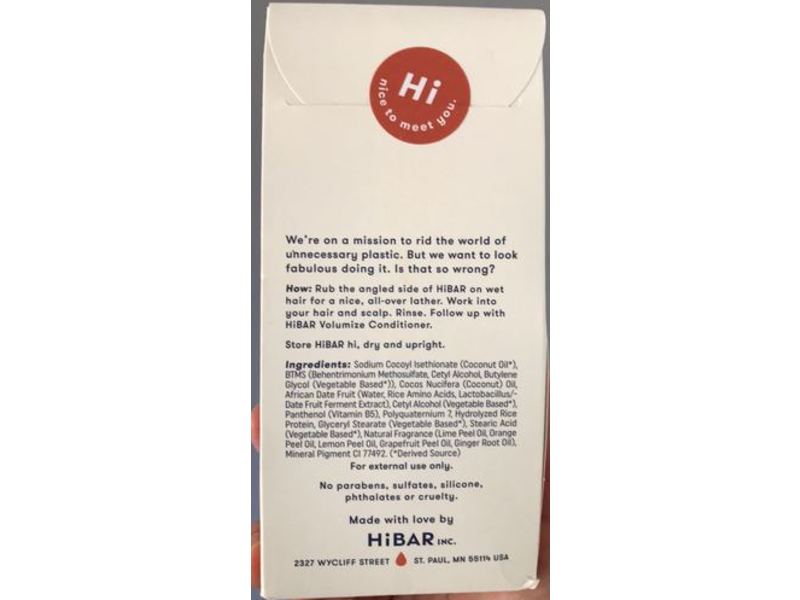 Hi
nice to meet you.
We're on a mission to rid the world of
unnecessary plastic. But we want to look
fabulous doing it. Is that so wrong?
How: Rub the angled side of HiBAR on wet
hair for a nice, all-over lather. Work into
your hair and scalp. Rinse. Follow up with
HiBAR Volumize Conditioner.
Store HiBAR hi, dry and upright.
Ingredients: Sodium Cocoyl Isethionate (Coconut Oil*),
BTMS (Behentrimonium Methosulfate, Cetyl Alcohol, Butylene
Glycol (Vegetable Based*)), Cocos Nucifera (Coconut) Oil,
African Date Fruit (Water, Rice Amino Acids, Lactobacillus/-
Date Fruit Ferment Extract), Cetyl Alcohol (Vegetable Based*),
Panthenol (Vitamin B5), Polyquaternium 7, Hydrolyzed Rice
Protein, Glyceryl Stearate (Vegetable Based*), Stearic Acid
(Vegetable Based*), Natural Fragrance (Lime Peel Oil, Orange
Peel Oil, Lemon Peel Oil, Grapefruit Peel Oil, Ginger Root Oil),
Mineral Pigment CI 77492. (*Derived Source)
For external use only.
No parabens, sulfates, silicone,
phthalates or cruelty.
Made with love by
HiBAR INC.
2327 WYCLIFF STREET ST. PAUL, MN 55114 USA